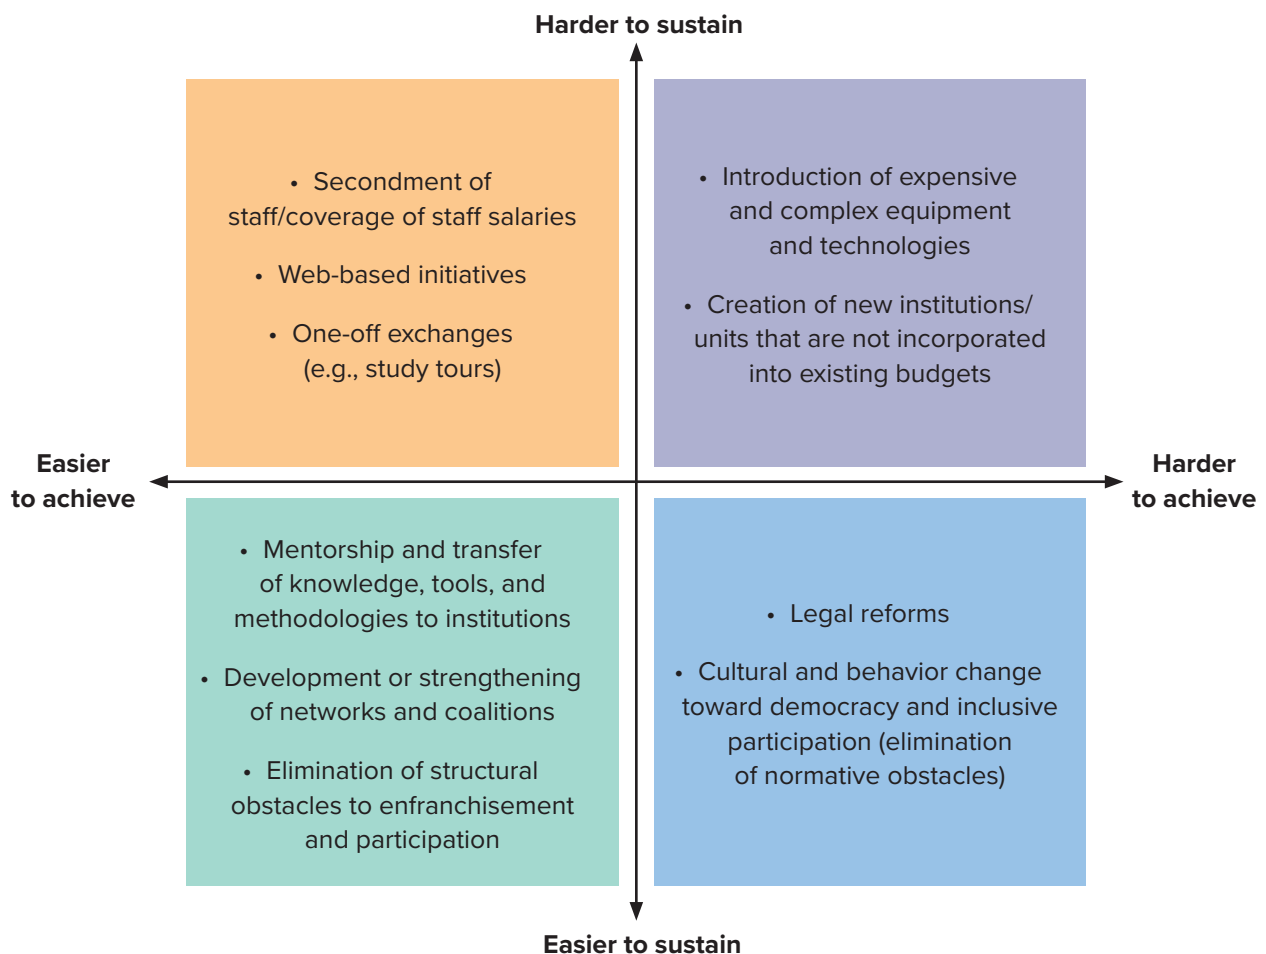 Harder to sustain
• Secondment of
staff/coverage of staff salaries
• Web-based initiatives
• One-off exchanges
(e.g., study tours)
• Introduction of expensive
and complex equipment
and technologies
• Creation of new institutions/
units that are not incorporated
into existing budgets
Easier
to achieve
Harder
to achieve
• Mentorship and transfer
of knowledge, tools, and
methodologies to institutions
• Development or strengthening
of networks and coalitions
• Elimination of structural
obstacles to enfranchisement
and participation
• Legal reforms
• Cultural and behavior change
toward democracy and inclusive
participation (elimination
of normative obstacles)
Easier to sustain